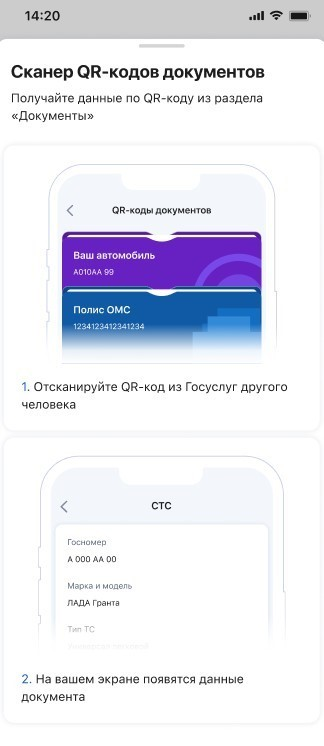 14:20
Сканер QR-кодов документов
Получайте данные по QR-коду из раздела
«Документы»
QR-коды документов
Ваш автомобиль
А010АА 99
Полис ОМС
1234123412341234
1. Отсканируйте QR-код из Госуслуг другого
человека
СТС
Госномер
А 000 АА 00
Марка и модель
ЛАДА Гранта
Тип ТС
2. На вашем экране появятся данные
документа